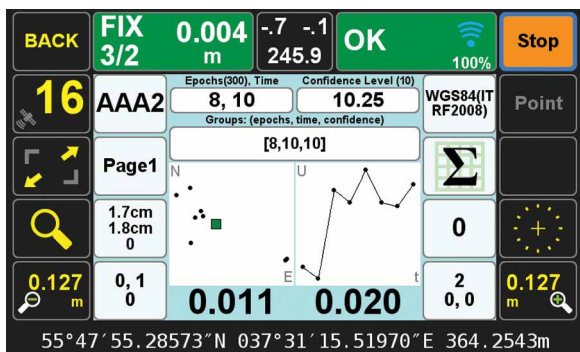 BACK
FIX
3/2
0.004
m
-.7 -.1
245.9
OK
100%
Stop
16
AAA2
Epochs(300), Time
8, 10
Confidence Level (10)
10.25
WGS84(IT
RF2008)
Point
Groups: (epochs, time, confidence)
[8,10,10]
Page1
N
U
Σ
1.7cm
1.8cm
0
0
0.127
m
0, 1
0
E
t
0.011
0.020
2
0, 0
0.127
m
55°47′55.28573″N 037°31′15.51970″E 364.2543m